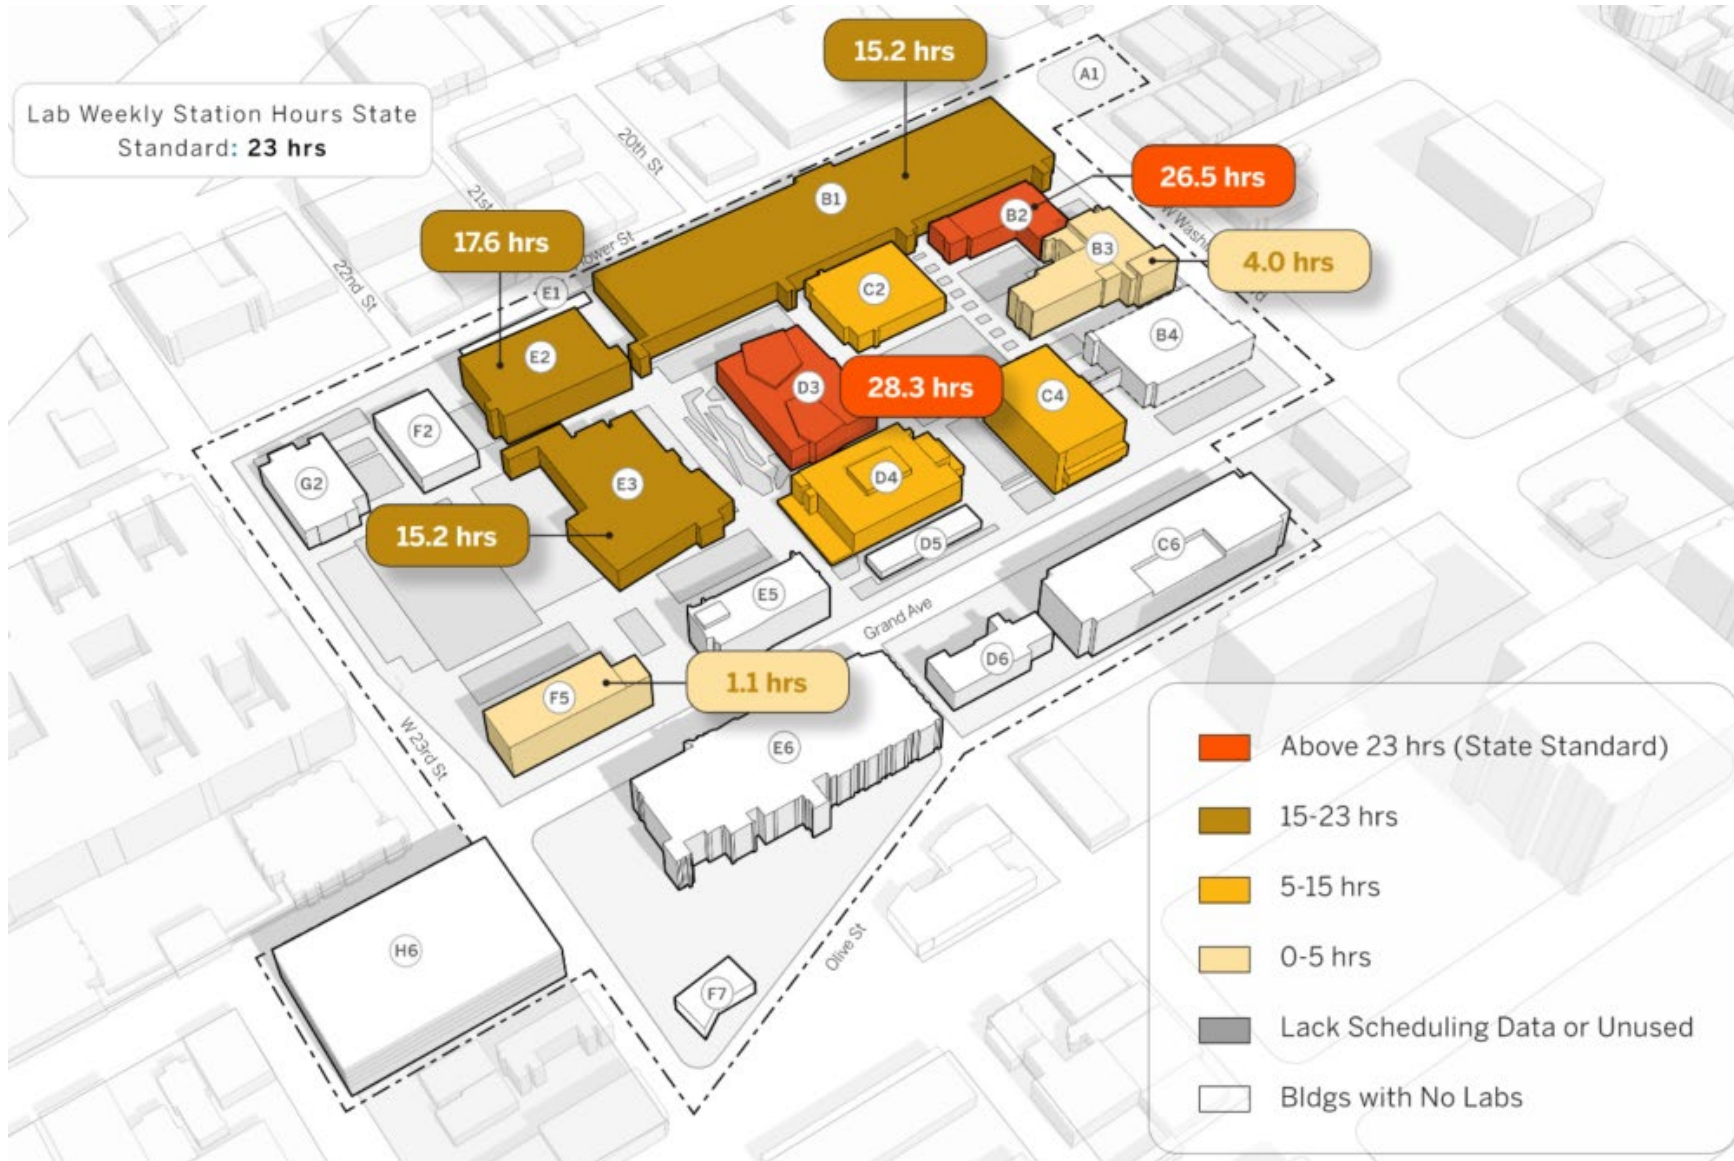 15.2 hrs
A1
Lab Weekly Station Hours State
Standard: 23 hrs
20th St
26.5 hrs
21st
B1
B2
17.6 hrs
B3
4.0 hrs
22nd St
E1
C2
B4
E2
D3
28.3 hrs
C4
F2
G2
E3
D4
15.2 hrs
D5
C6
E5
Grand Ave
D6
F5
1.1 hrs
W 23rd St
E6
Above 23 hrs (State Standard)
15-23 hrs
5-15 hrs
0-5 hrs
H6
Olive St
F7
Lack Scheduling Data or Unused
Bldgs with No Labs